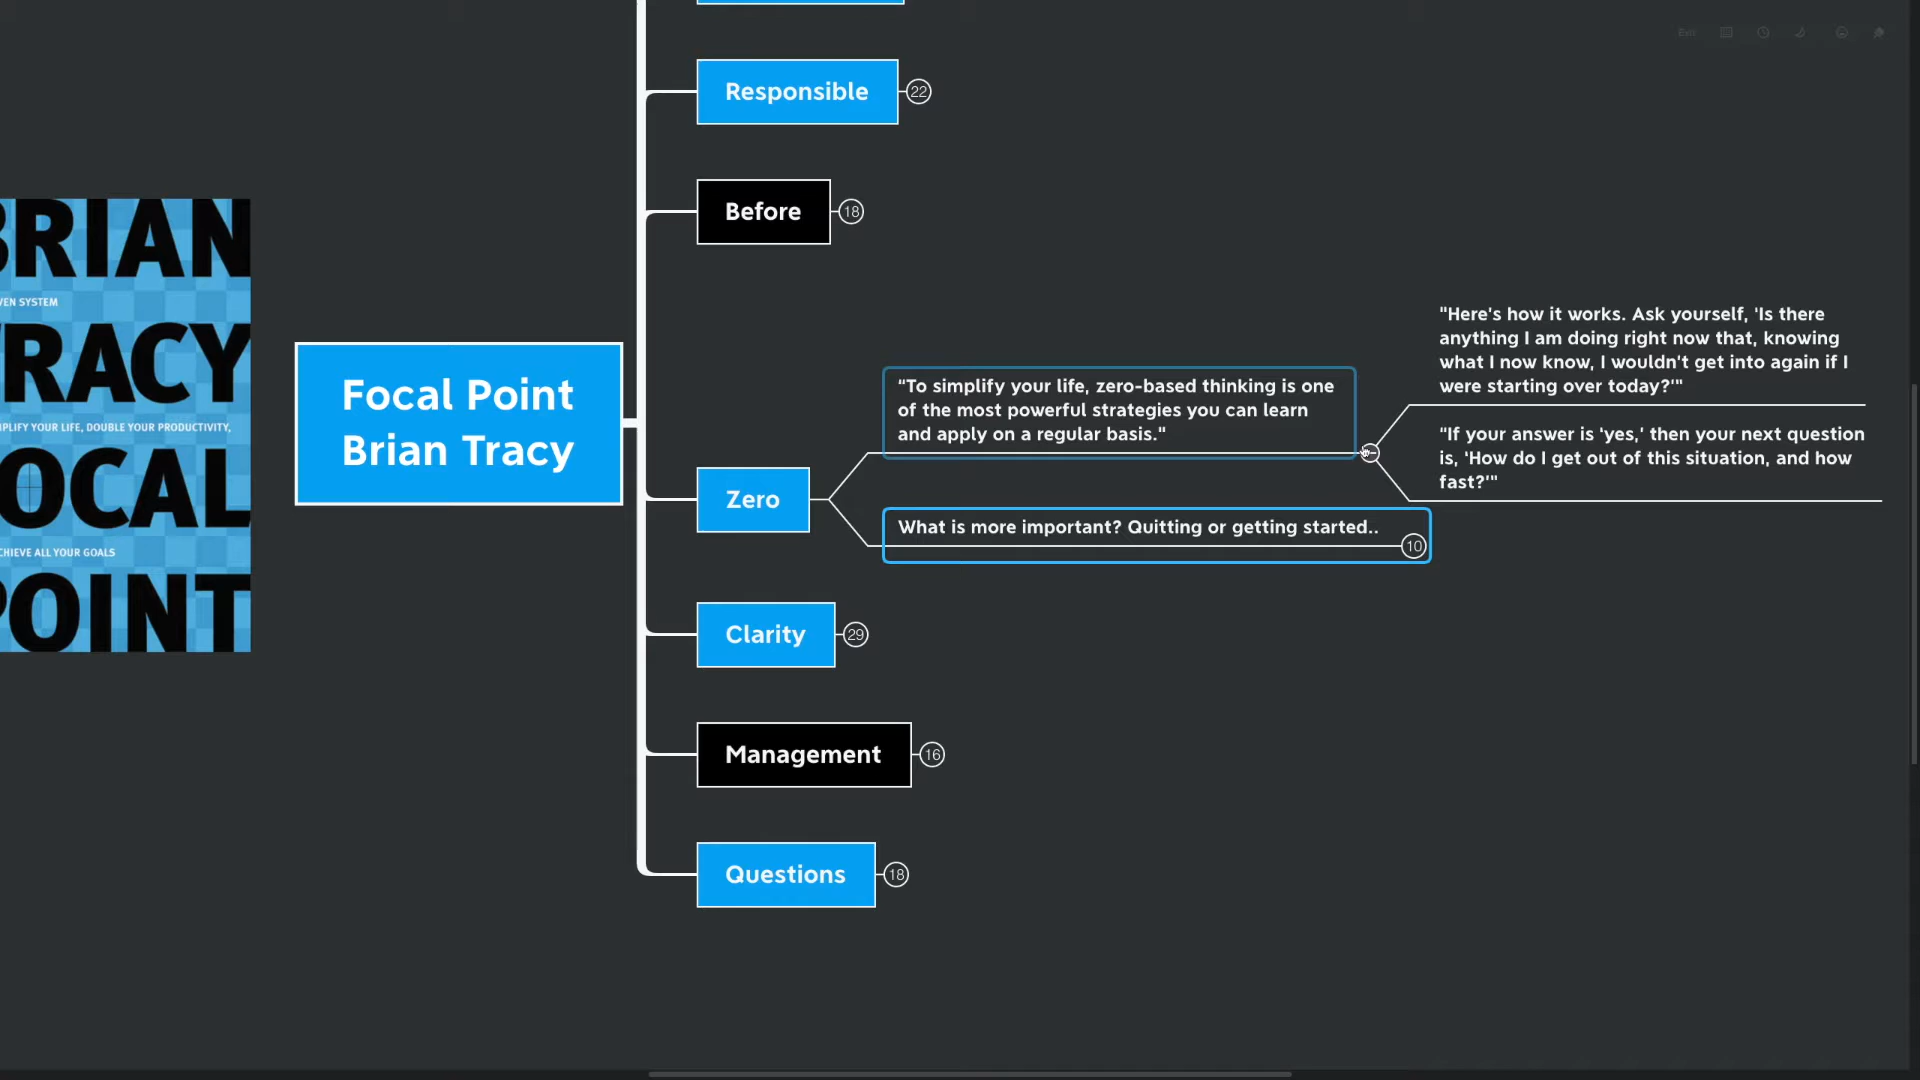 Exit
Responsible
22
Before
18
BRIAN
VEN SYSTEM
TRACY
MPLIFY YOUR LIFE, DOUBLE YOUR PRODUCTIVITY,
FOCAL
CHIEVE ALL YOUR GOALS
POINT
Focal Point
Brian Tracy
"To simplify your life, zero-based thinking is one
of the most powerful strategies you can learn
and apply on a regular basis."
"Here's how it works. Ask yourself, 'Is there
anything I am doing right now that, knowing
what I now know, I wouldn't get into again if I
were starting over today?'"
"If your answer is 'yes,' then your next question
is, 'How do I get out of this situation, and how
fast?'"
Zero
What is more important? Quitting or getting started..
10
Clarity
29
Management
16
Questions
18